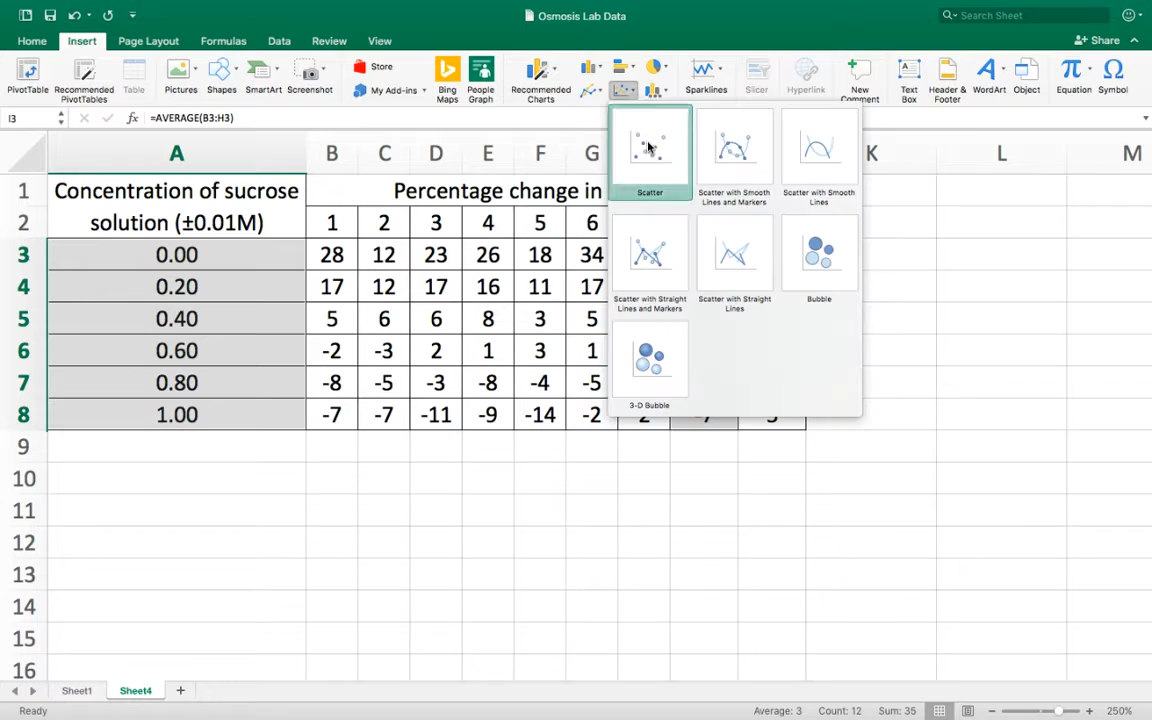 Osmosis Lab Data
Search Sheet
Home Insert Page Layout Formulas Data Review View
Share
PivotTable
Recommended
PivotTables
Table
Pictures
Shapes
SmartArt
Screenshot
Store
My Add-ins
Bing
Maps
People
Graph
Recommended
Charts
Sparklines
Slicer
Hyperlink
New
Comment
Text
Box
Header &
Footer
WordArt
Object
Equation
Symbol
I3 fx =AVERAGE(B3:H3)
A B C D E F G K L M
Scatter
Scatter with Smooth
Lines and Markers
Scatter with Smooth
Lines
Scatter with Straight
Lines and Markers
Scatter with Straight
Lines
Bubble
3-D Bubble
1 Concentration of sucrose Percentage change in
2 solution (±0.01M) 1 2 3 4 5 6
3 0.00 28 12 23 26 18 34
4 0.20 17 12 17 16 11 17
5 0.40 5 6 6 8 3 5
6 0.60 -2 -3 2 1 3 1
7 0.80 -8 -5 -3 -8 -4 -5
8 1.00 -7 -7 -11 -9 -14 -2
9
10
11
12
13
14
15
16
Sheet1 Sheet4
Ready Average: 3 Count: 12 Sum: 35 250%